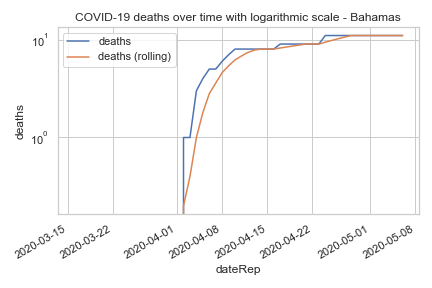 COVID-19 deaths over time with logarithmic scale - Bahamas
10¹
deaths
deaths (rolling)
deaths
10⁰
2020-03-15
2020-03-22
2020-04-01
2020-04-08
2020-04-15
2020-04-22
2020-05-01
2020-05-08
dateRep